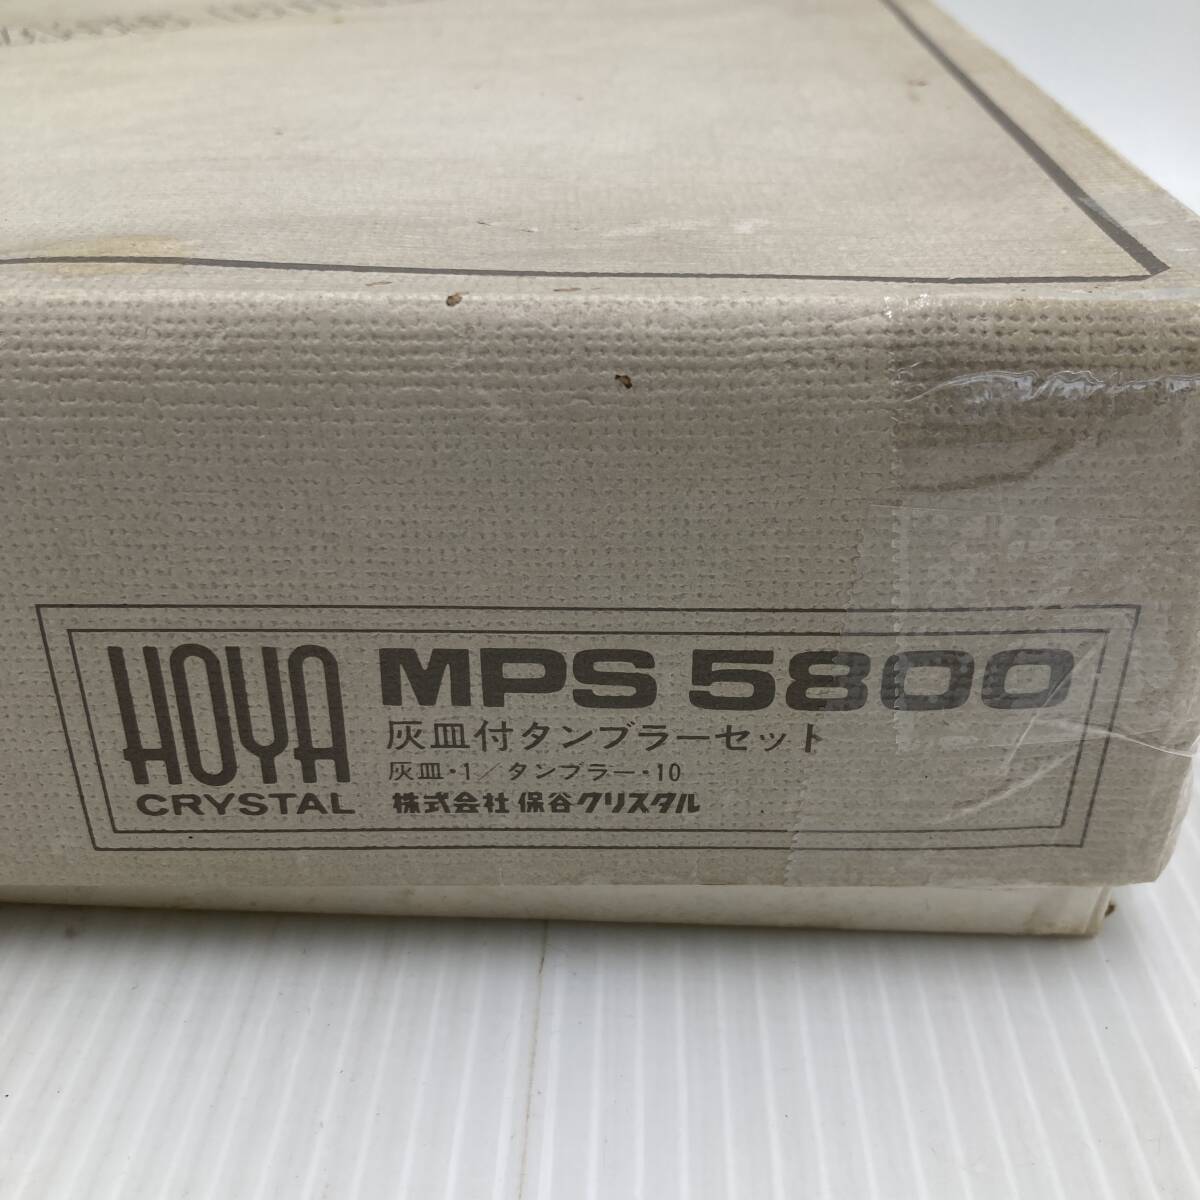 HOYA
CRYSTAL
MPS 5800
灰皿付タンブラーセット
灰皿・1／タンブラー・10
株式会社 保谷クリスタル